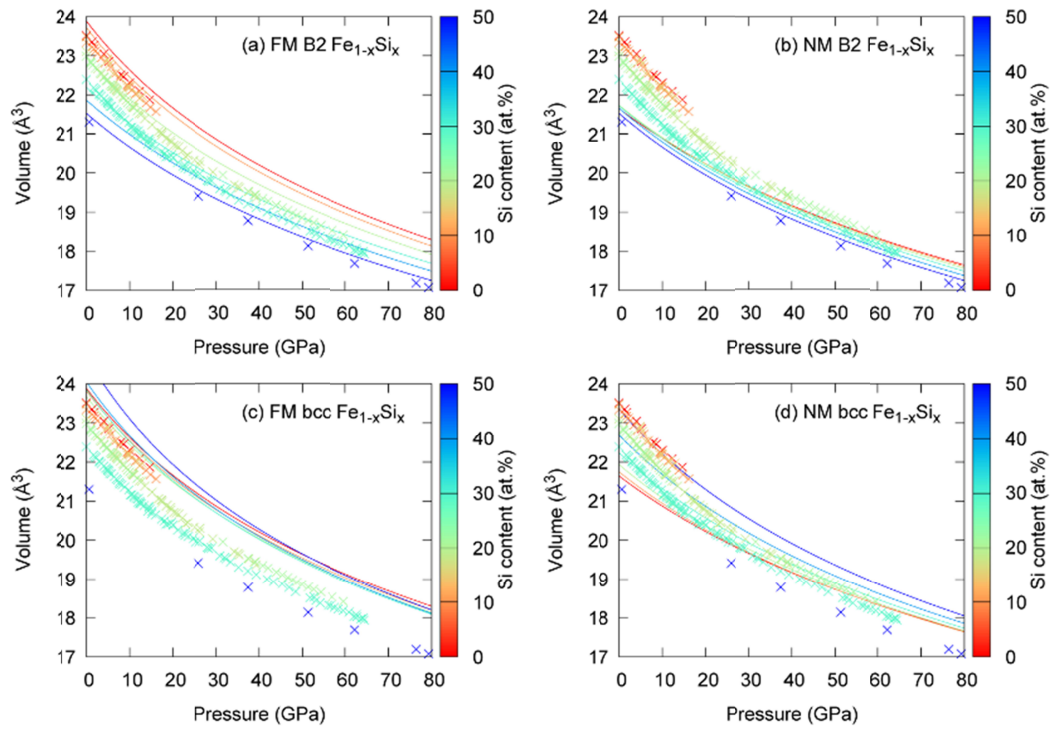 (a) FM B2 Fe1-xSix
Volume (Å3)
24
23
22
21
20
19
18
17
0 10 20 30 40 50 60 70 80
Pressure (GPa)
50
40
30
20
10
0
Si content (at.%)
(b) NM B2 Fe1-xSix
Volume (Å3)
24
23
22
21
20
19
18
17
0 10 20 30 40 50 60 70 80
Pressure (GPa)
50
40
30
20
10
0
Si content (at.%)
(c) FM bcc Fe1-xSix
Volume (Å3)
24
23
22
21
20
19
18
17
0 10 20 30 40 50 60 70 80
Pressure (GPa)
50
40
30
20
10
0
Si content (at.%)
(d) NM bcc Fe1-xSix
Volume (Å3)
24
23
22
21
20
19
18
17
0 10 20 30 40 50 60 70 80
Pressure (GPa)
50
40
30
20
10
0
Si content (at.%)